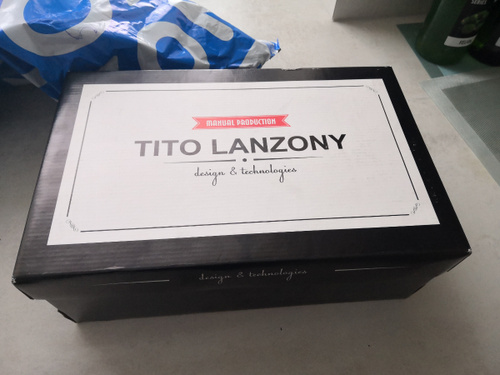 MANUAL PRODUCTION
TITO LANZONY
design & technologies
design & technologies